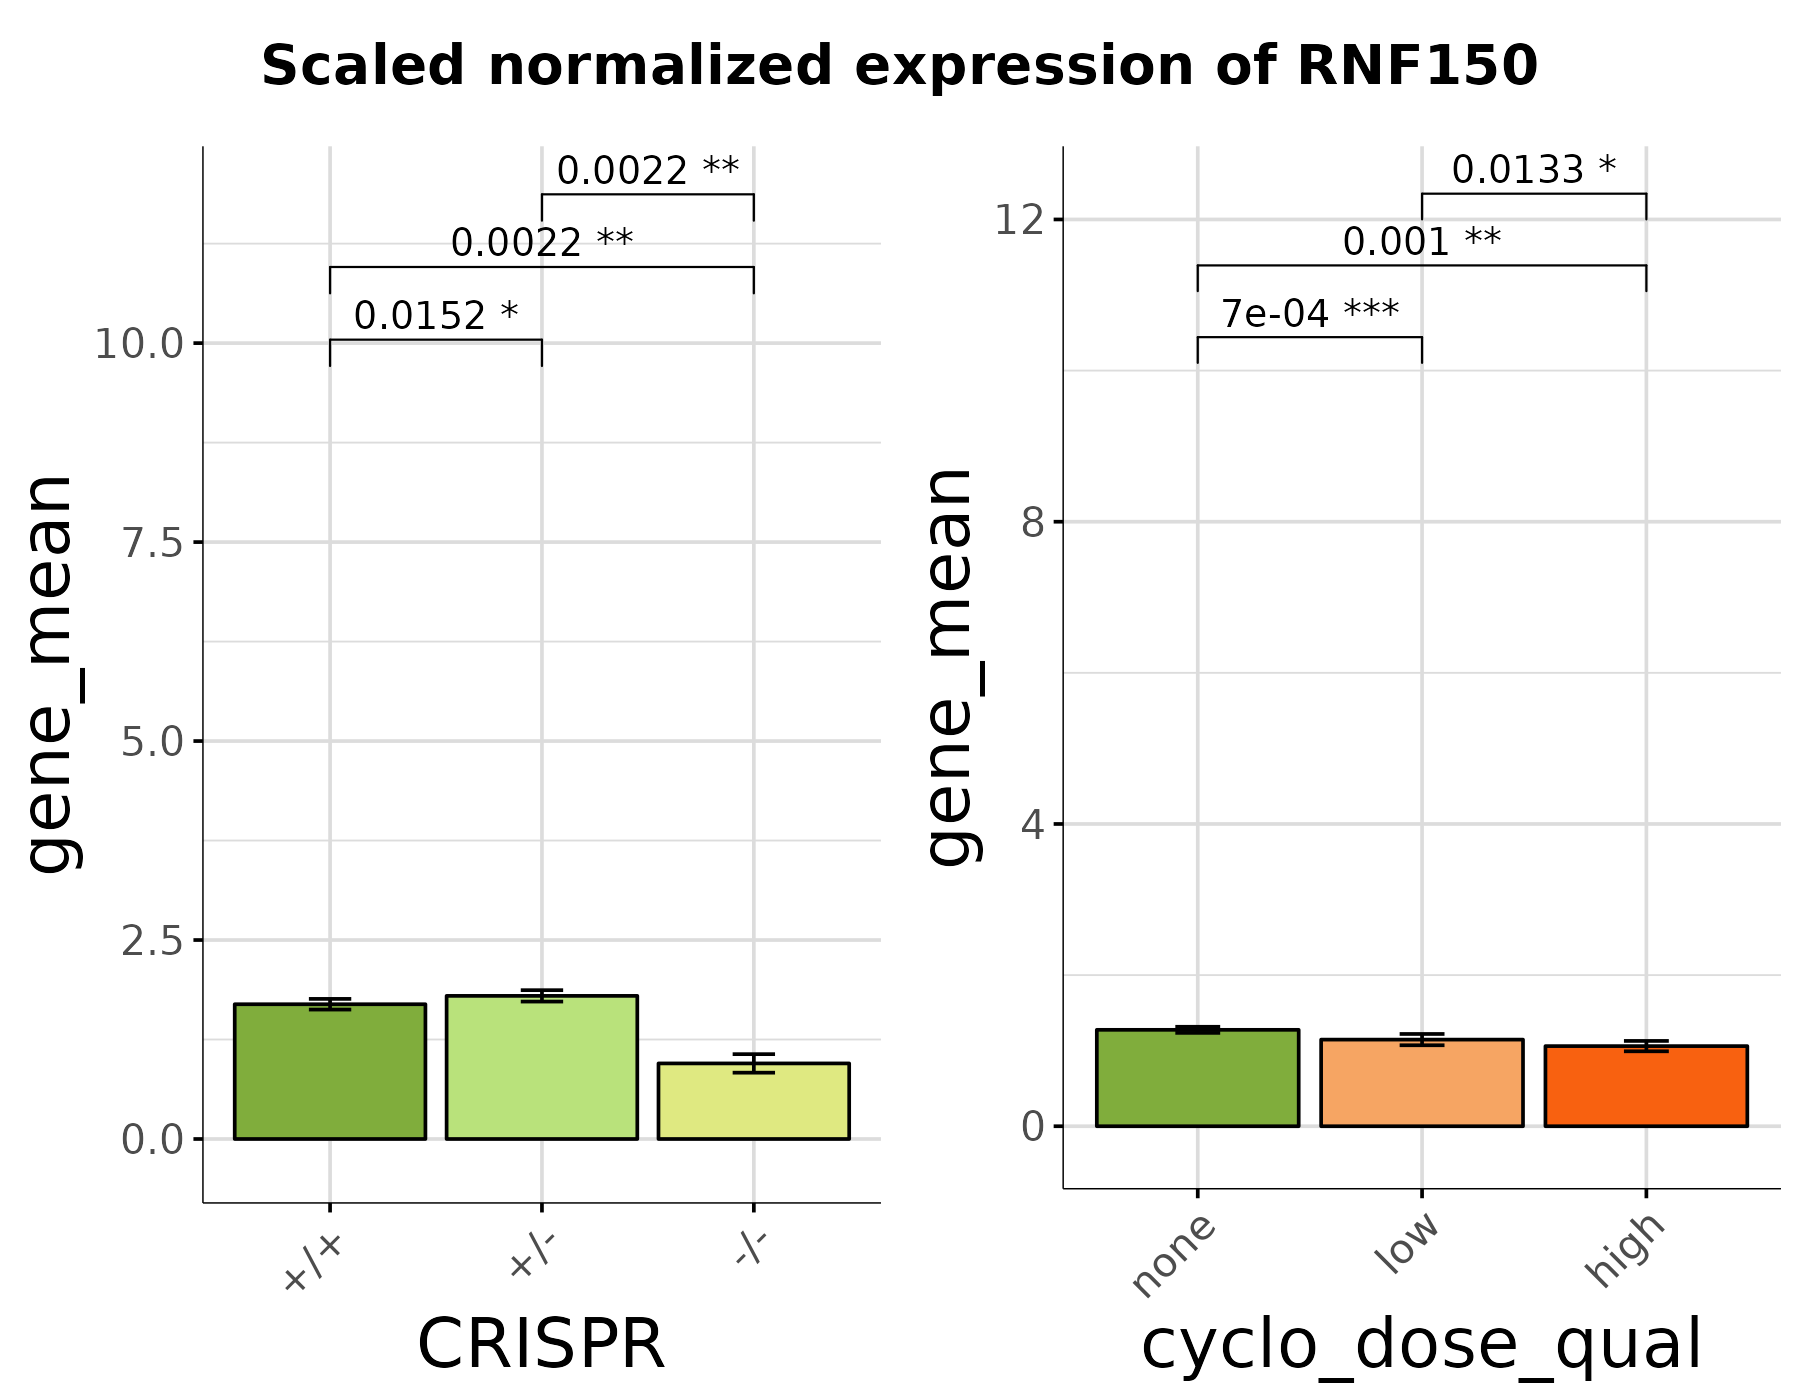 Scaled normalized expression of RNF150
gene_mean
10.0
7.5
5.0
2.5
0.0
0.0022 **
0.0022 **
0.0152 *
+/+
+/-
-/-
CRISPR
gene_mean
12
8
4
0
0.0133 *
0.001 **
7e-04 ***
none
low
high
cyclo_dose_qual